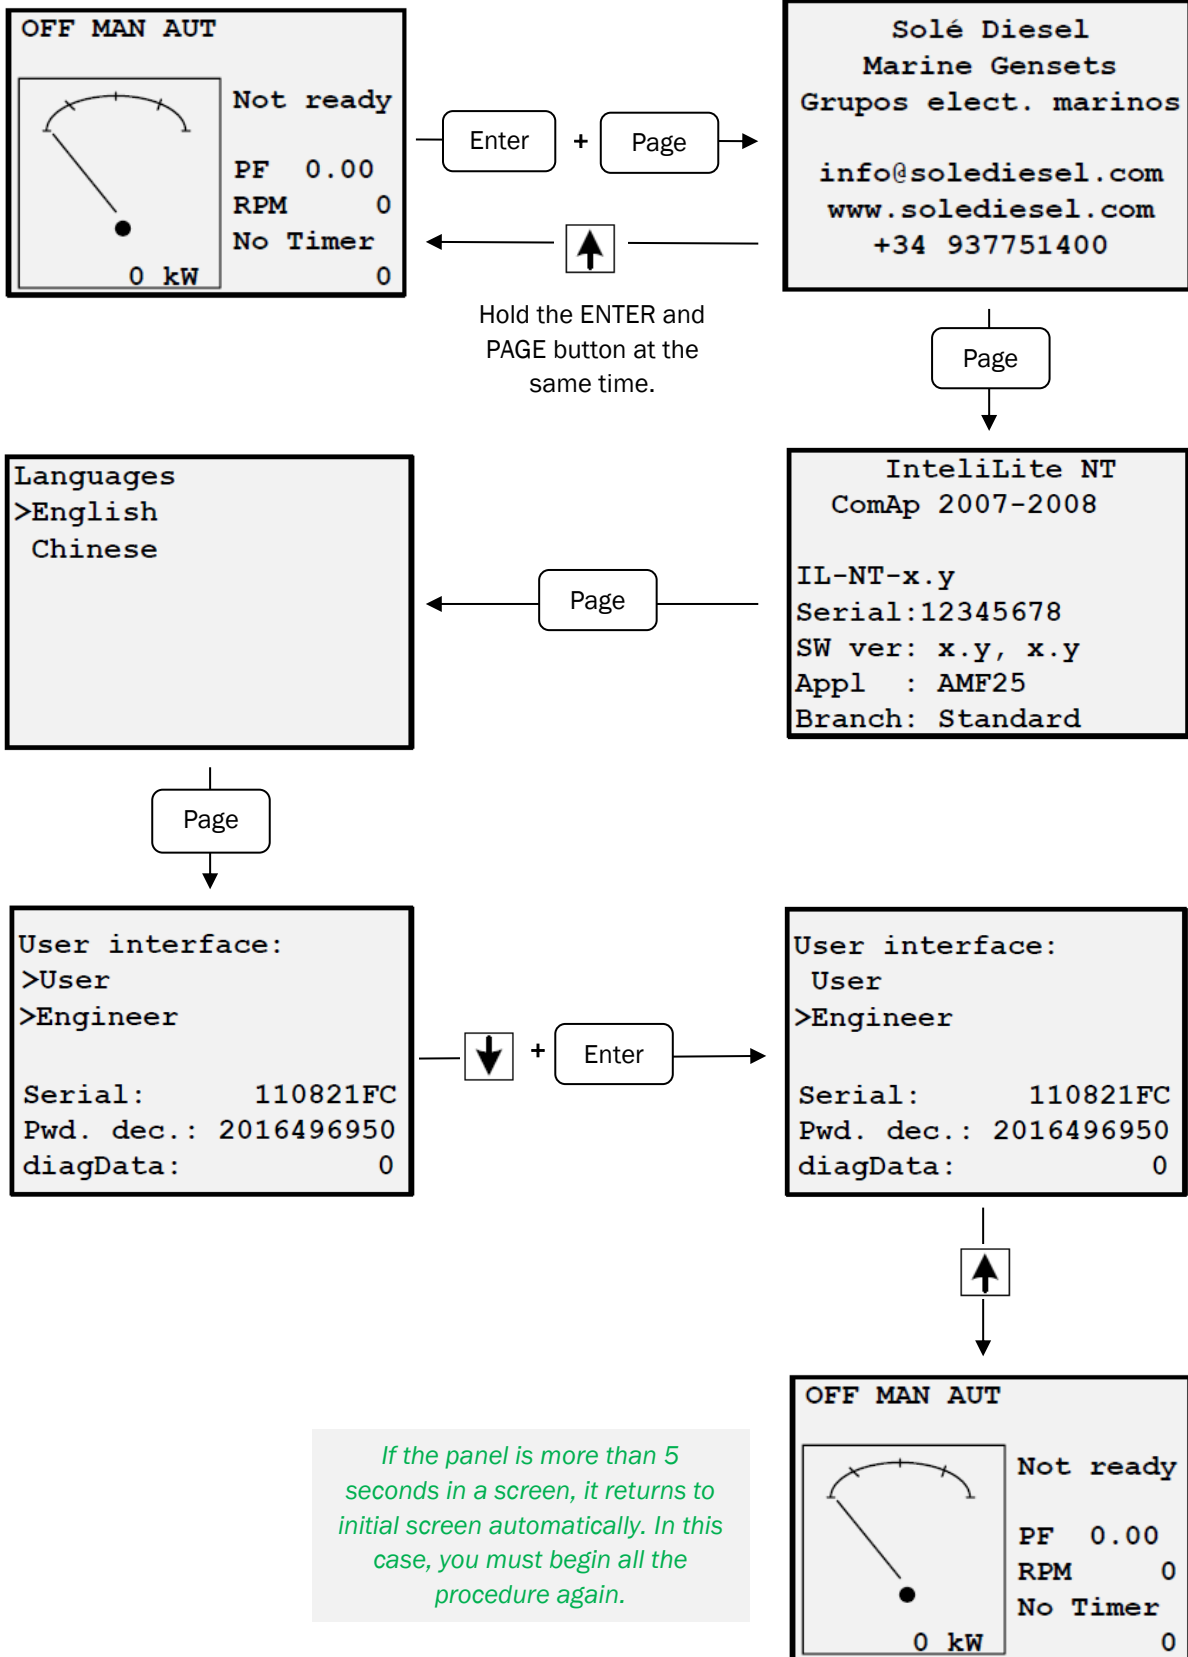 OFF MAN AUT
Not ready
PF 0.00
RPM 0
No Timer
0 kW 0
Enter + Page
Hold the ENTER and
PAGE button at the
same time.
Solé Diesel
Marine Gensets
Grupos elect. marinos
info@solediesel.com
www.solediesel.com
+34 937751400
Page
InteliLite NT
ComAp 2007-2008
IL-NT-x.y
Serial:12345678
SW ver: x.y, x.y
Appl : AMF25
Branch: Standard
Page
Languages
>English
Chinese
Page
User interface:
>User
>Engineer
Serial: 110821FC
Pwd. dec.: 2016496950
diagData: 0
+ Enter
User interface:
User
>Engineer
Serial: 110821FC
Pwd. dec.: 2016496950
diagData: 0
If the panel is more than 5
seconds in a screen, it returns to
initial screen automatically. In this
case, you must begin all the
procedure again.
OFF MAN AUT
Not ready
PF 0.00
RPM 0
No Timer
0 kW 0